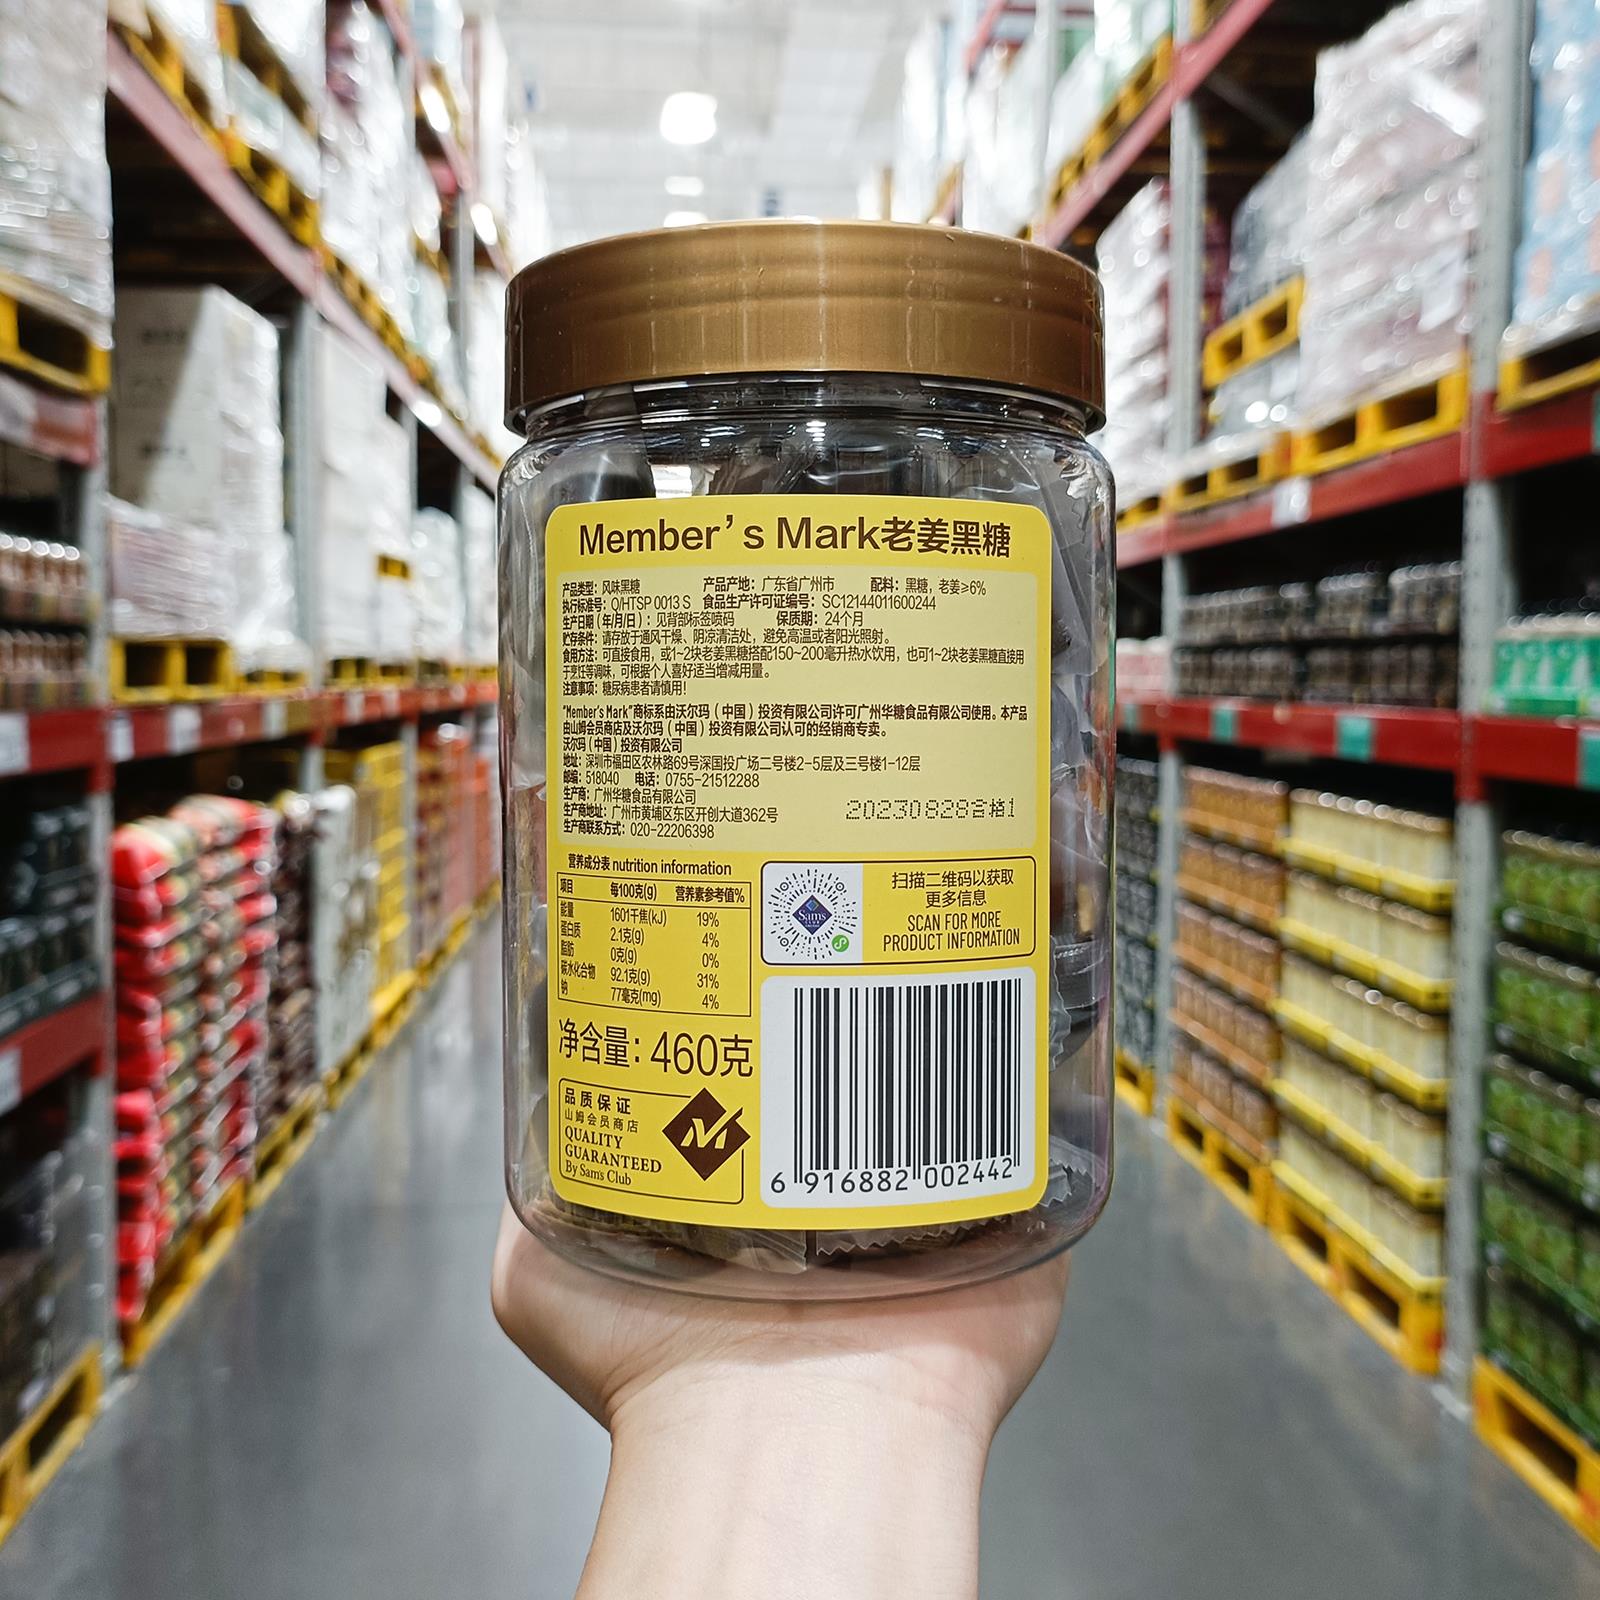 Member’s Mark老姜黑糖
产品类型：风味黑糖 产品产地：广东省广州市 配料：黑糖，老姜≥6%
执行标准号：Q/HTSP 0013 S 食品生产许可证编号：SC12144011600244
生产日期（年/月/日）：见背部标签喷码 保质期：24个月
贮存条件：请存放于通风干燥、阴凉清洁处，避免高温或者阳光照射。
食用方法：可直接食用，或1~2块老姜黑糖搭配150~200毫升热水饮用，也可1~2块老姜黑糖直接用
于烹饪等调味，可根据个人喜好适当增减用量。
注意事项：糖尿病患者请慎用！
“Member's Mark”商标系由沃尔玛（中国）投资有限公司许可广州华糖食品有限公司使用。本产品
由山姆会员商店及沃尔玛（中国）投资有限公司认可的经销商专卖。
沃尔玛（中国）投资有限公司
地址：深圳市福田区农林路69号深国投广场二号楼2-5层及三号楼1-12层
邮编：518040 电话：0755-21512288
生产商：广州华糖食品有限公司
生产商地址：广州市黄埔区东区开创大道362号
生产商联系方式：020-22206398
20230828合格1
营养成分表 nutrition information
项目 每100克(g) 营养素参考值%
能量 1601千焦(kJ) 19%
蛋白质 2.1克(g) 4%
脂肪 0克(g) 0%
碳水化合物 92.1克(g) 31%
钠 77毫克(mg) 4%
Sam's
扫描二维码以获取
更多信息
SCAN FOR MORE
PRODUCT INFORMATION
净含量：460克
品质保证
山姆会员商店
QUALITY
GUARANTEED
By Sam's Club
M
6 916882 002442